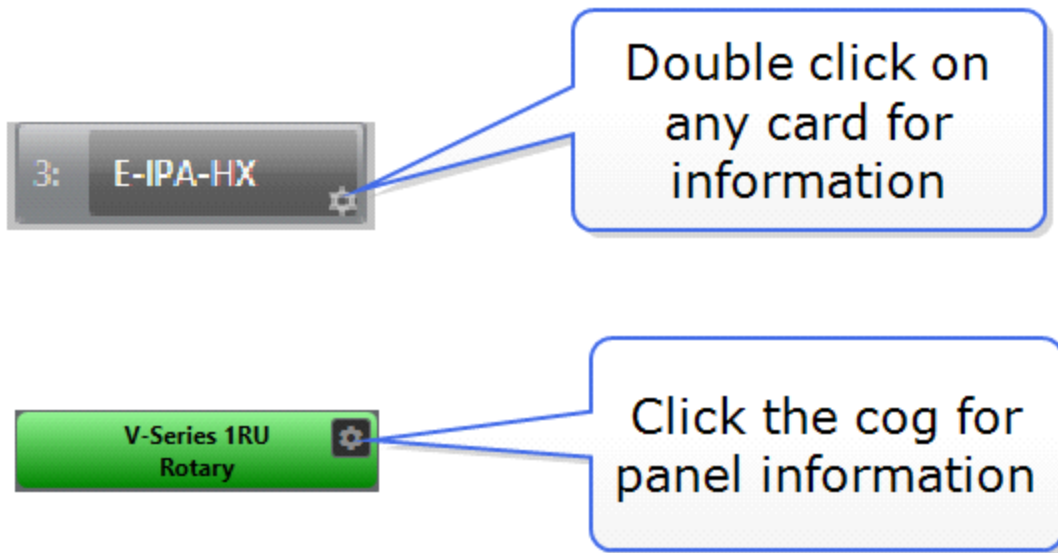 Double click on
any card for
information
3: E-IPA-HX
Click the cog for
panel information
V-Series 1RU
Rotary